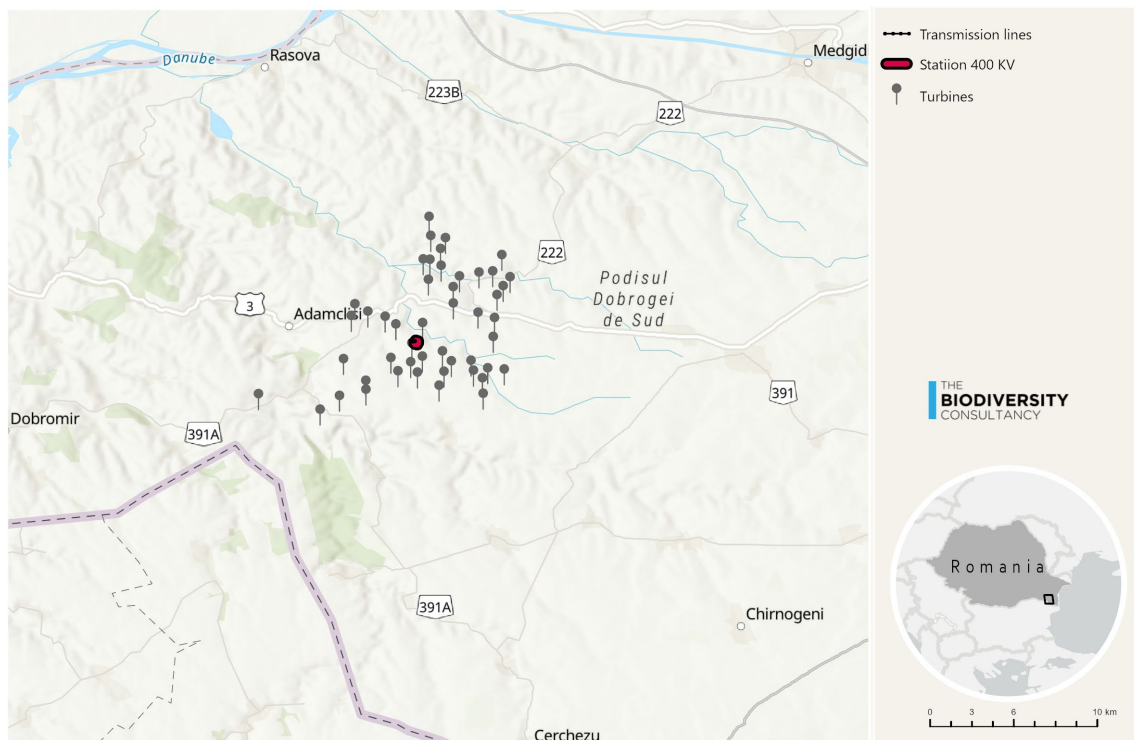 Danube
Rasova
Medgid
223B
222
222
Podisul
Dobrogei
de Sud
3
Adamclisi
391
Dobromir
391A
391A
Chirnogeni
Cerchezu
Transmission lines
Statiion 400 KV
Turbines
THE
BIODIVERSITY
CONSULTANCY
Romania
0 3 6 10 km